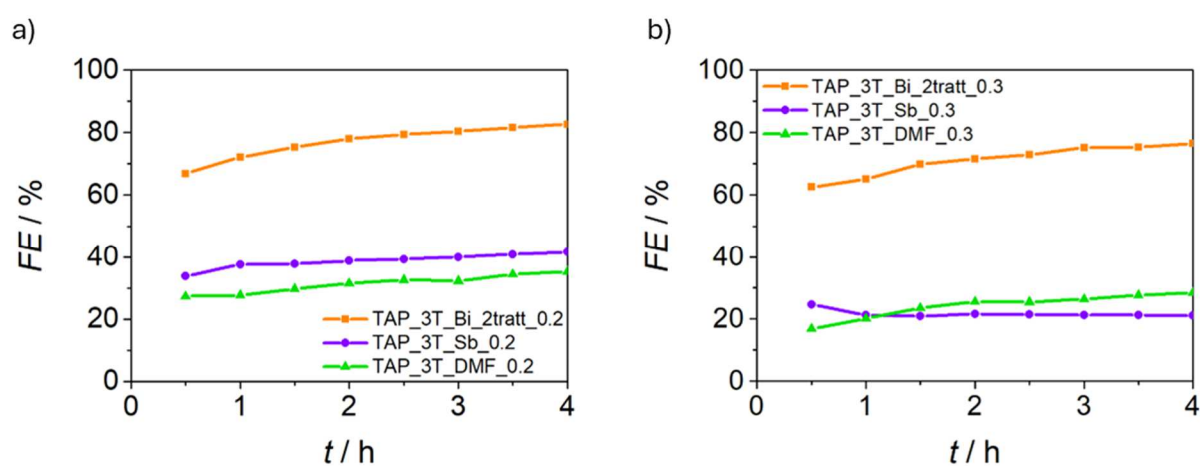 a)
100
80
60
40
20
0
FE / %
TAP_3T_Bi_2tratt_0.2
TAP_3T_Sb_0.2
TAP_3T_DMF_0.2
0 1 2 3 4
t / h
b)
100
80
60
40
20
0
FE / %
TAP_3T_Bi_2tratt_0.3
TAP_3T_Sb_0.3
TAP_3T_DMF_0.3
0 1 2 3 4
t / h